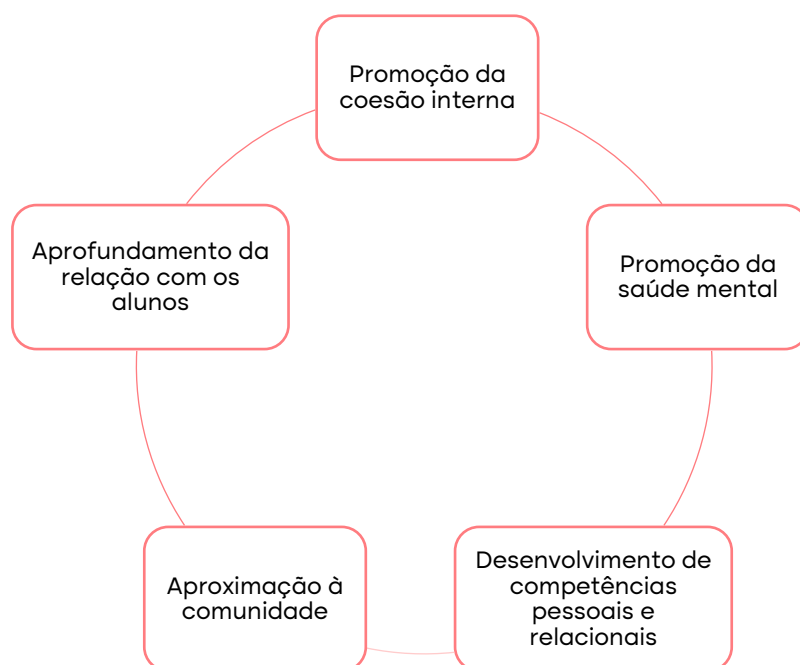 Promoção da
coesão interna
Promoção da
saúde mental
Desenvolvimento de
competências
pessoais e
relacionais
Aproximação à
comunidade
Aprofundamento da
relação com os
alunos